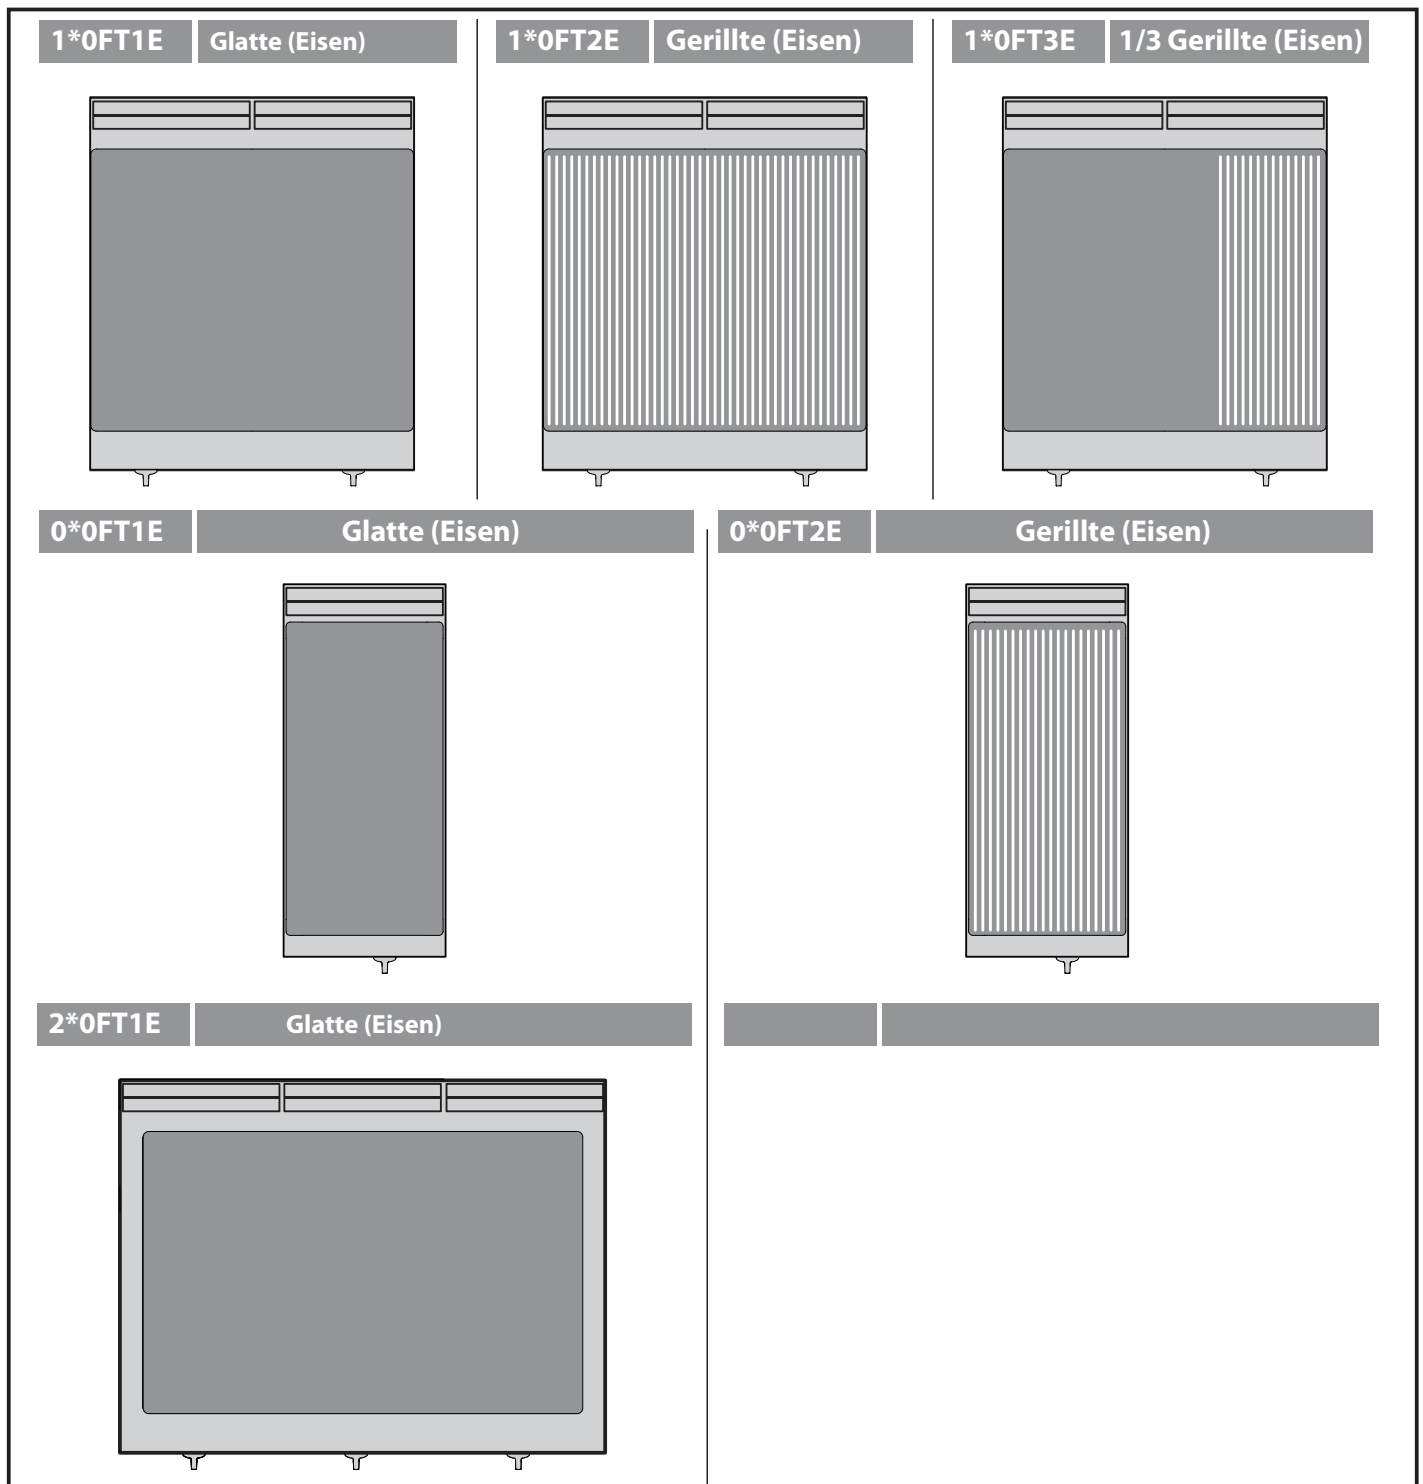 1*0FT1E Glatte (Eisen)
1*0FT2E Gerillte (Eisen)
1*0FT3E 1/3 Gerillte (Eisen)
0*0FT1E Glatte (Eisen)
0*0FT2E Gerillte (Eisen)
2*0FT1E Glatte (Eisen)